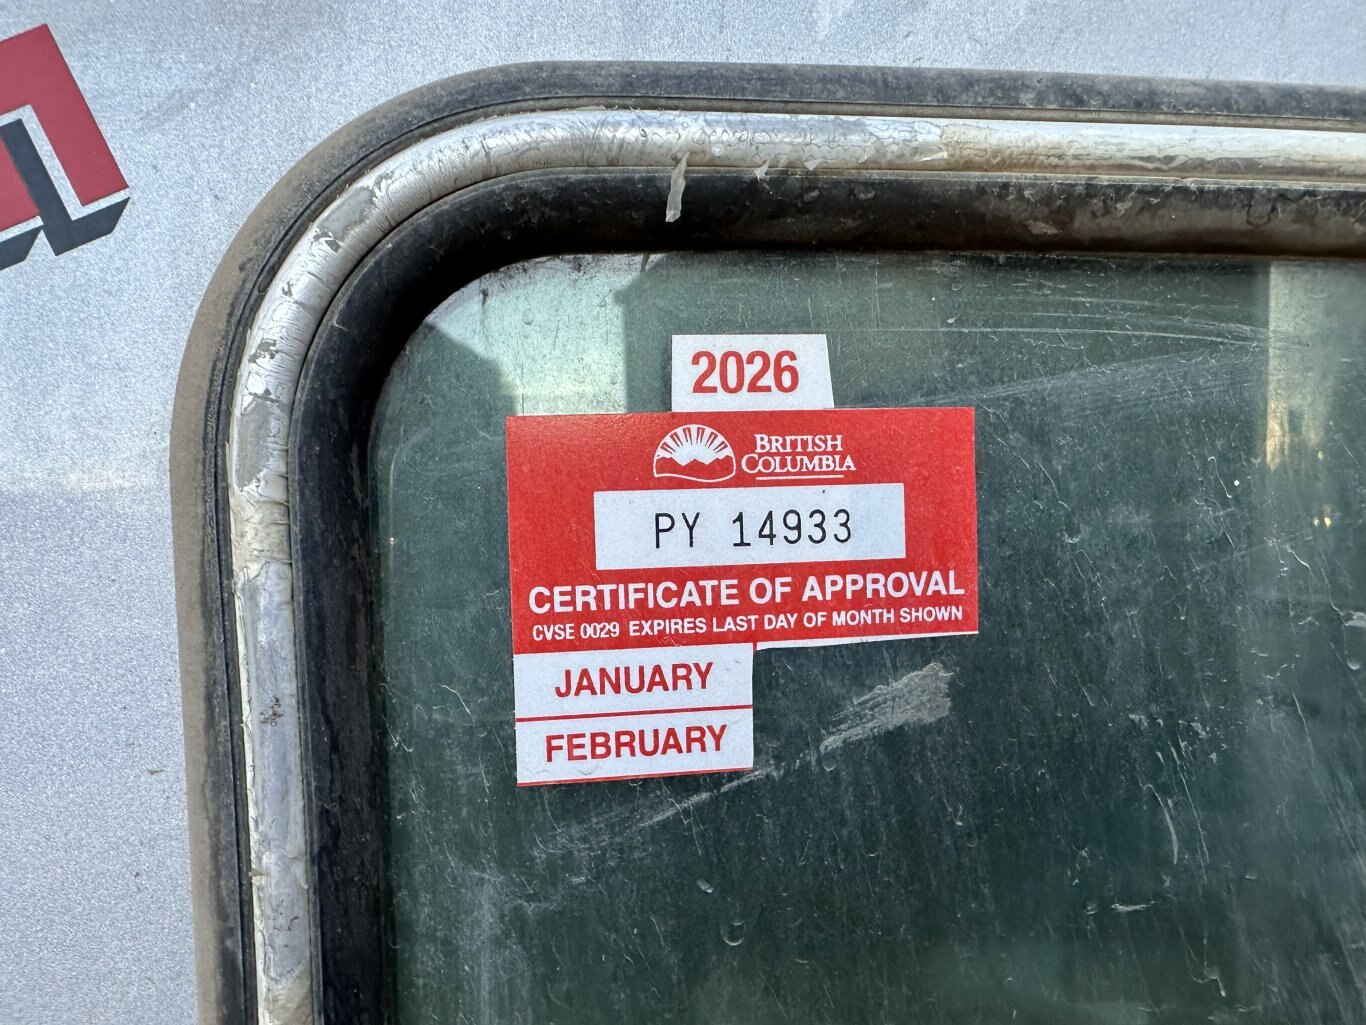 2026
BRITISH
COLUMBIA
PY 14933
CERTIFICATE OF APPROVAL
CVSE 0029 EXPIRES LAST DAY OF MONTH SHOWN
JANUARY
FEBRUARY